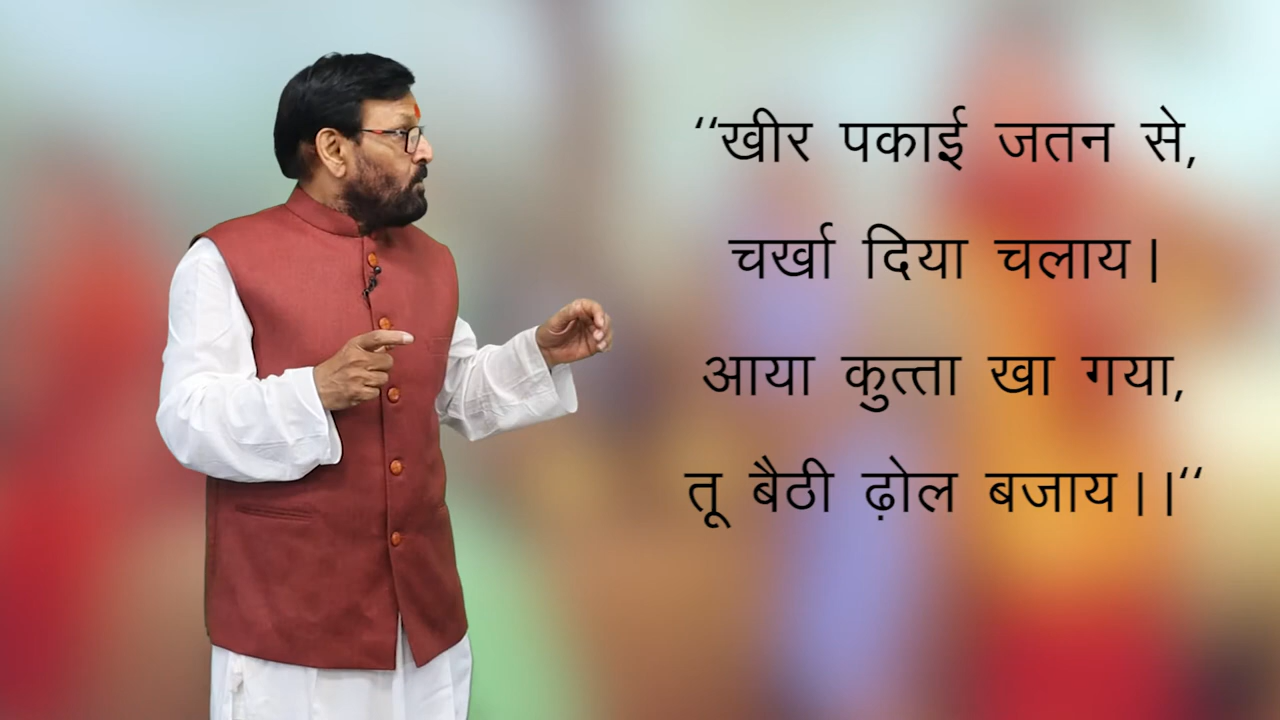 “खीर पकाई जतन से,
चर्खा दिया चलाय।
आया कुत्ता खा गया,
तू बैठी ढ़ोल बजाय।।“